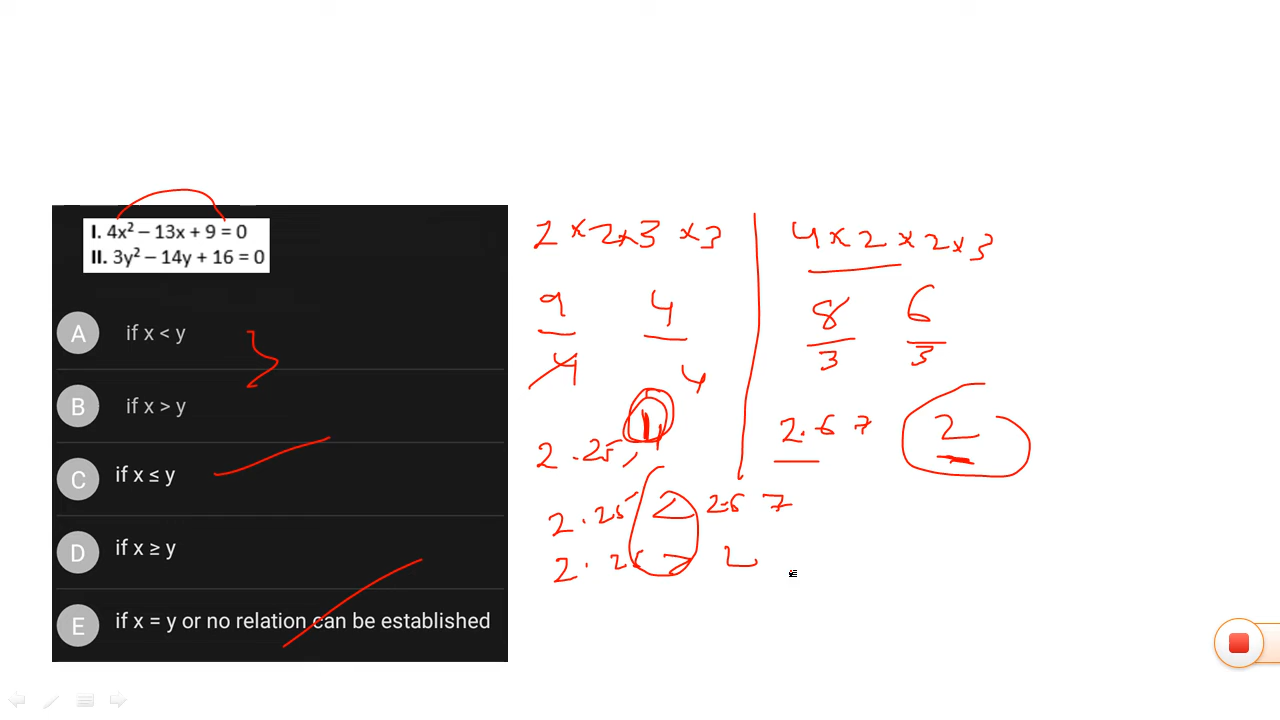 I. 4x² – 13x + 9 = 0
II. 3y² – 14y + 16 = 0
A if x < y
B if x > y
C if x ≤ y
D if x ≥ y
E if x = y or no relation can be established
2 × 2 × 3 × 3
9/4 4/4
2.25, 1
4 × 2 × 2 × 3
8/3 6/3
2.67 2
2.25 < 2.67
2.25 > 2